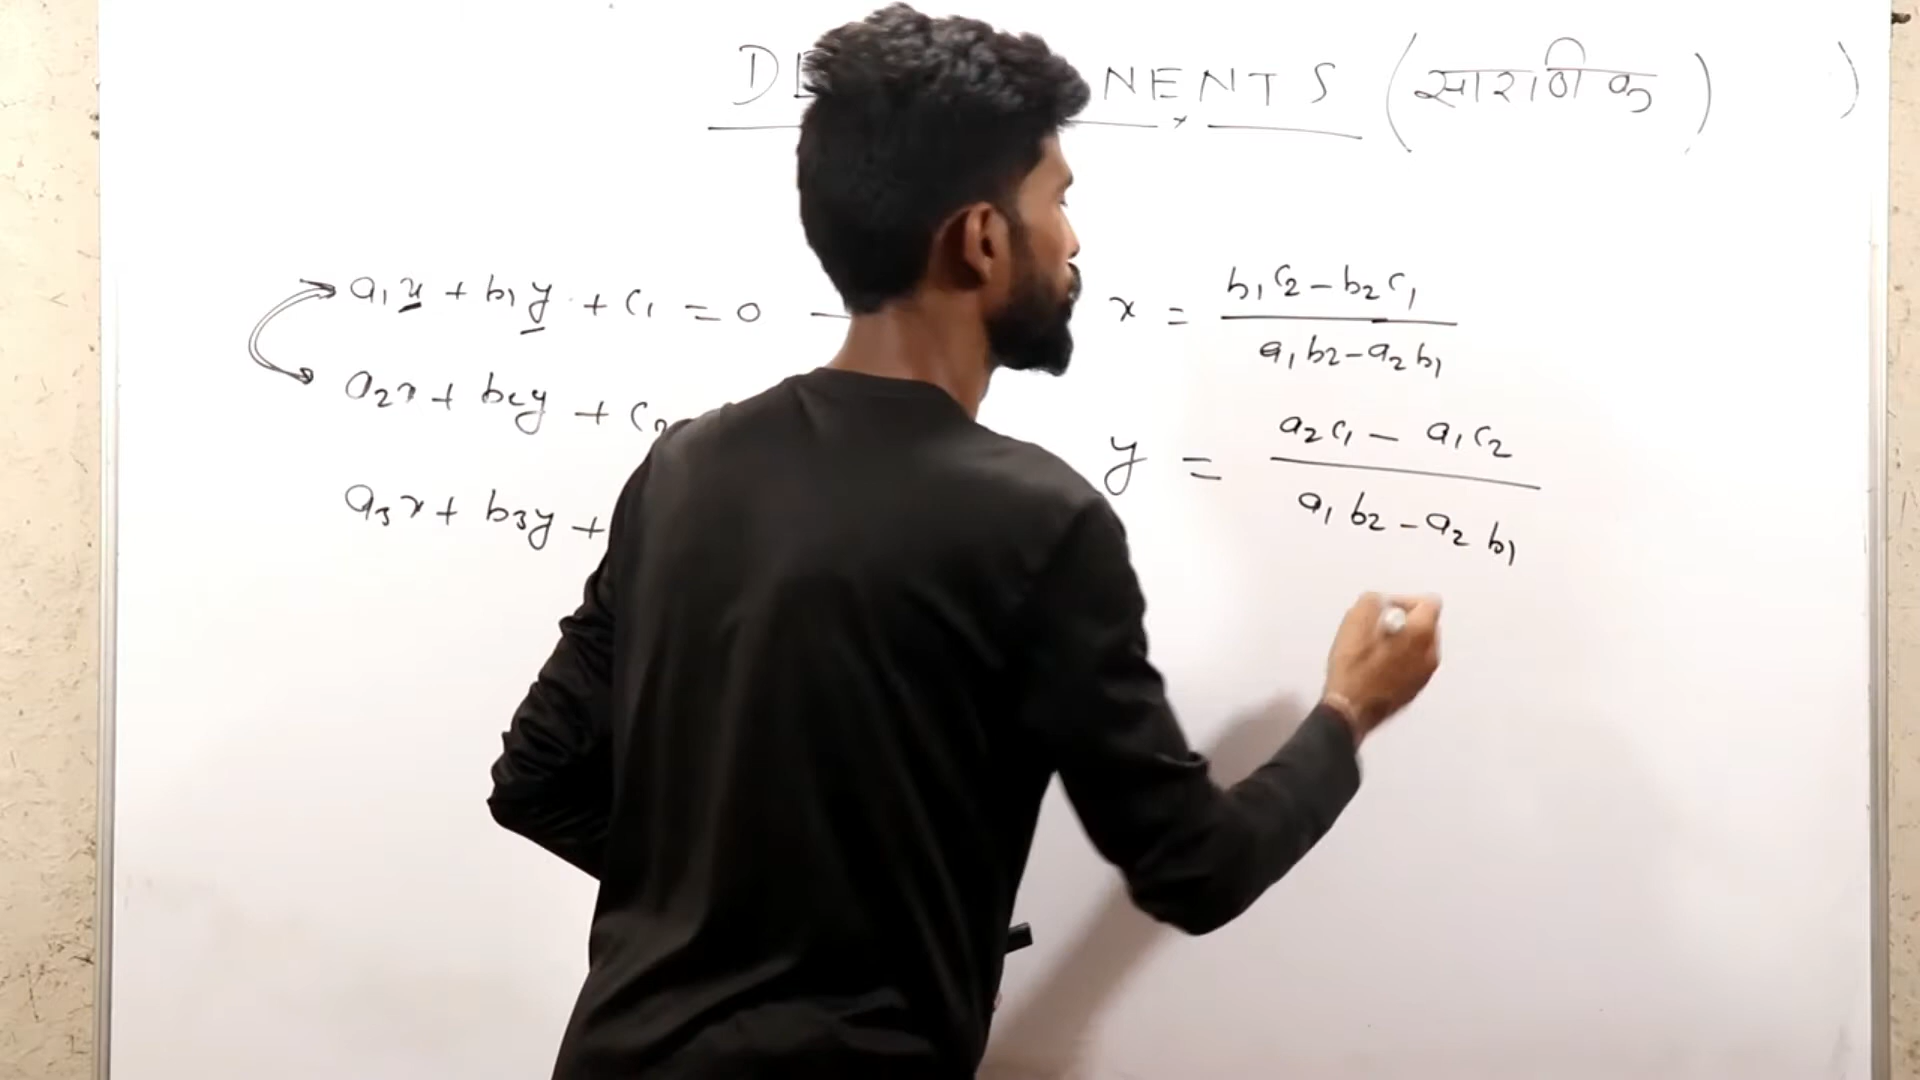 NENTS (सारणिक) )
a₁x + b₁y + c₁ = 0 —
a₂x + b₂y + c₂
a₃x + b₃y +
x = b₁c₂ - b₂c₁
a₁b₂ - a₂b₁
y = a₂c₁ - a₁c₂
a₁b₂ - a₂b₁